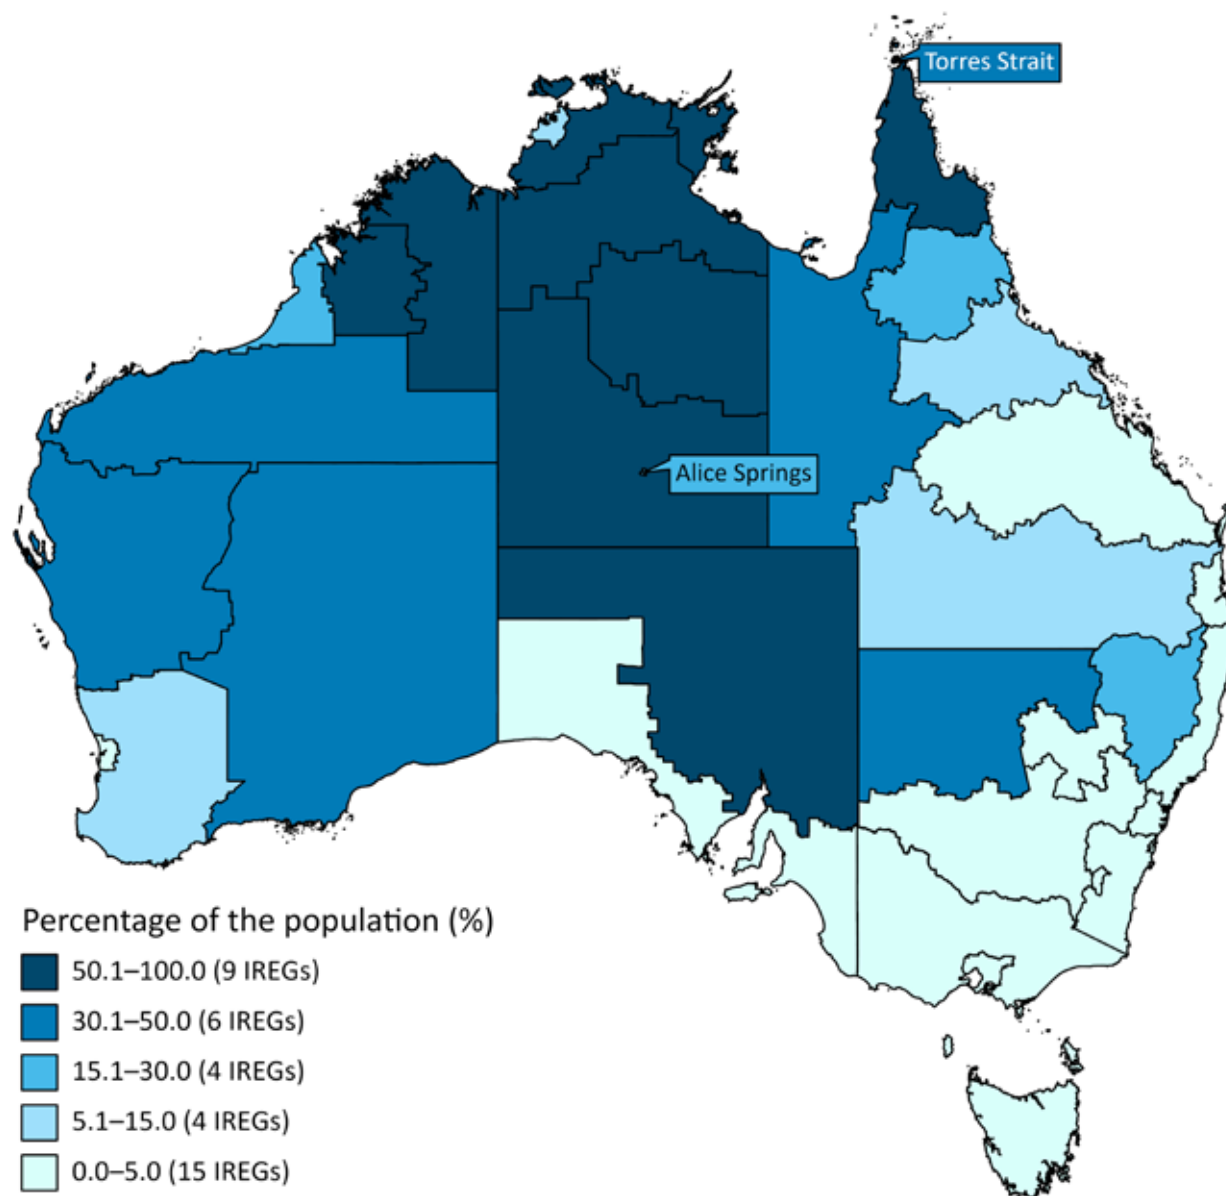 Torres Strait
Alice Springs
Percentage of the population (%)
50.1–100.0 (9 IREGs)
30.1–50.0 (6 IREGs)
15.1–30.0 (4 IREGs)
5.1–15.0 (4 IREGs)
0.0–5.0 (15 IREGs)